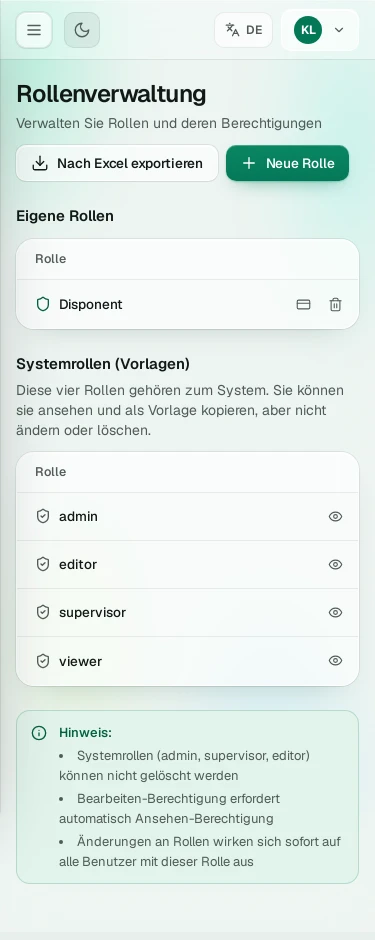 DE
KL
Rollenverwaltung
Verwalten Sie Rollen und deren Berechtigungen
Nach Excel exportieren
Neue Rolle
Eigene Rollen
Rolle
Disponent
Systemrollen (Vorlagen)
Diese vier Rollen gehören zum System. Sie können
sie ansehen und als Vorlage kopieren, aber nicht
ändern oder löschen.
Rolle
admin
editor
supervisor
viewer
Hinweis:
• Systemrollen (admin, supervisor, editor)
können nicht gelöscht werden
• Bearbeiten-Berechtigung erfordert
automatisch Ansehen-Berechtigung
• Änderungen an Rollen wirken sich sofort auf
alle Benutzer mit dieser Rolle aus